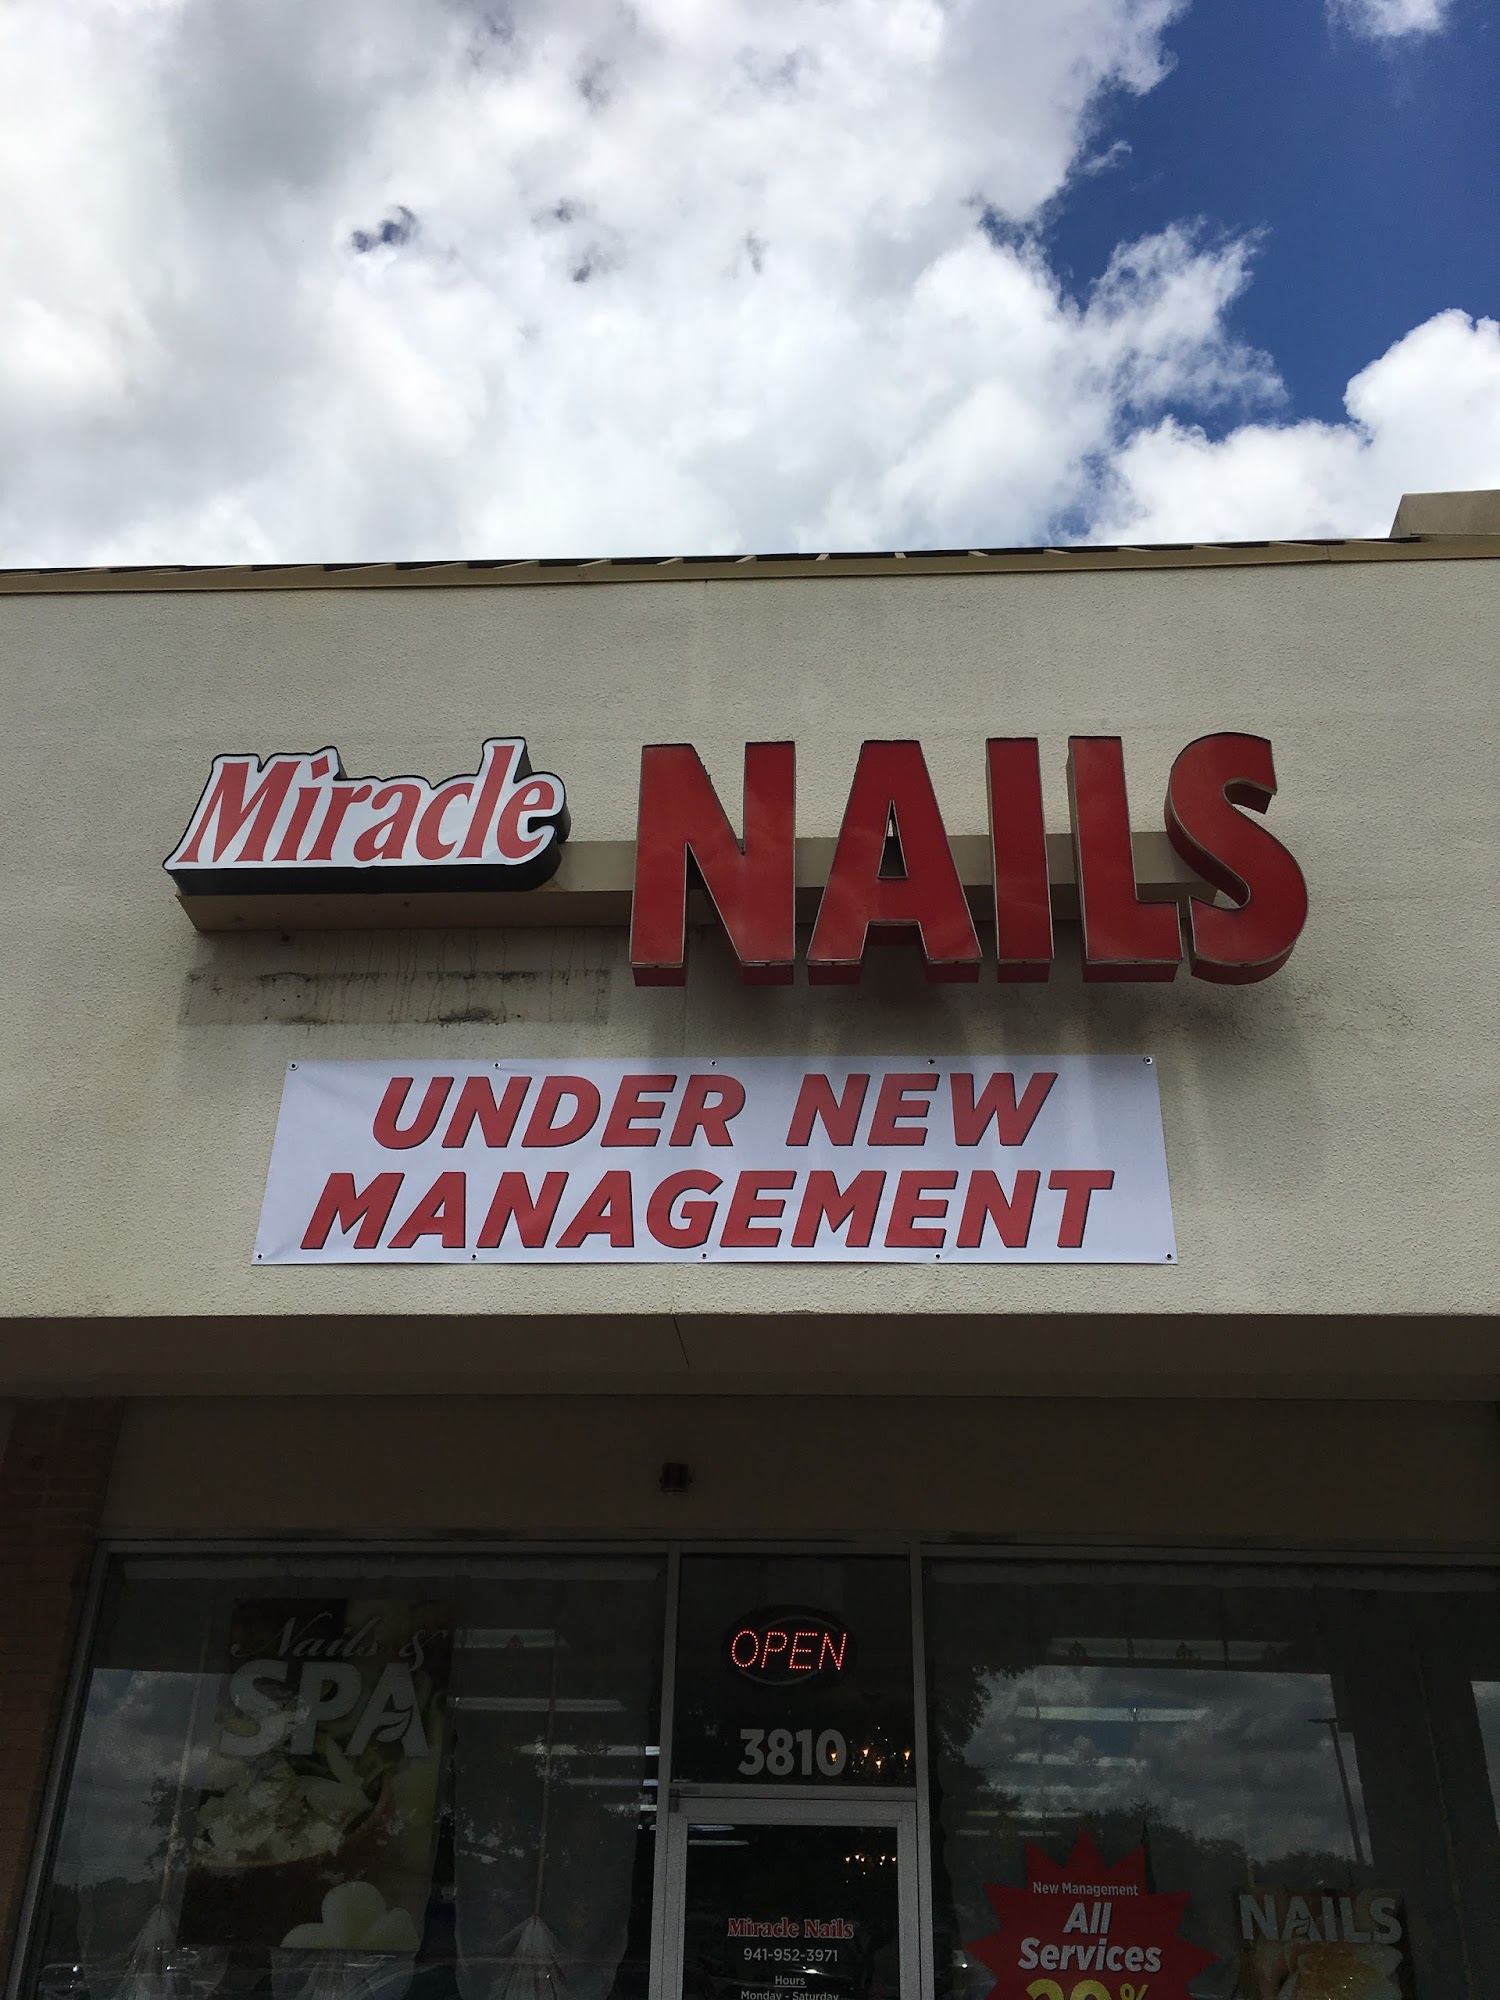 Miracle NAILS
UNDER NEW
MANAGEMENT
Nails &
SPA
OPEN
3810
Miracle Nails
941-952-3971
Hours
Monday - Saturday
New Management
All
Services
NAILS